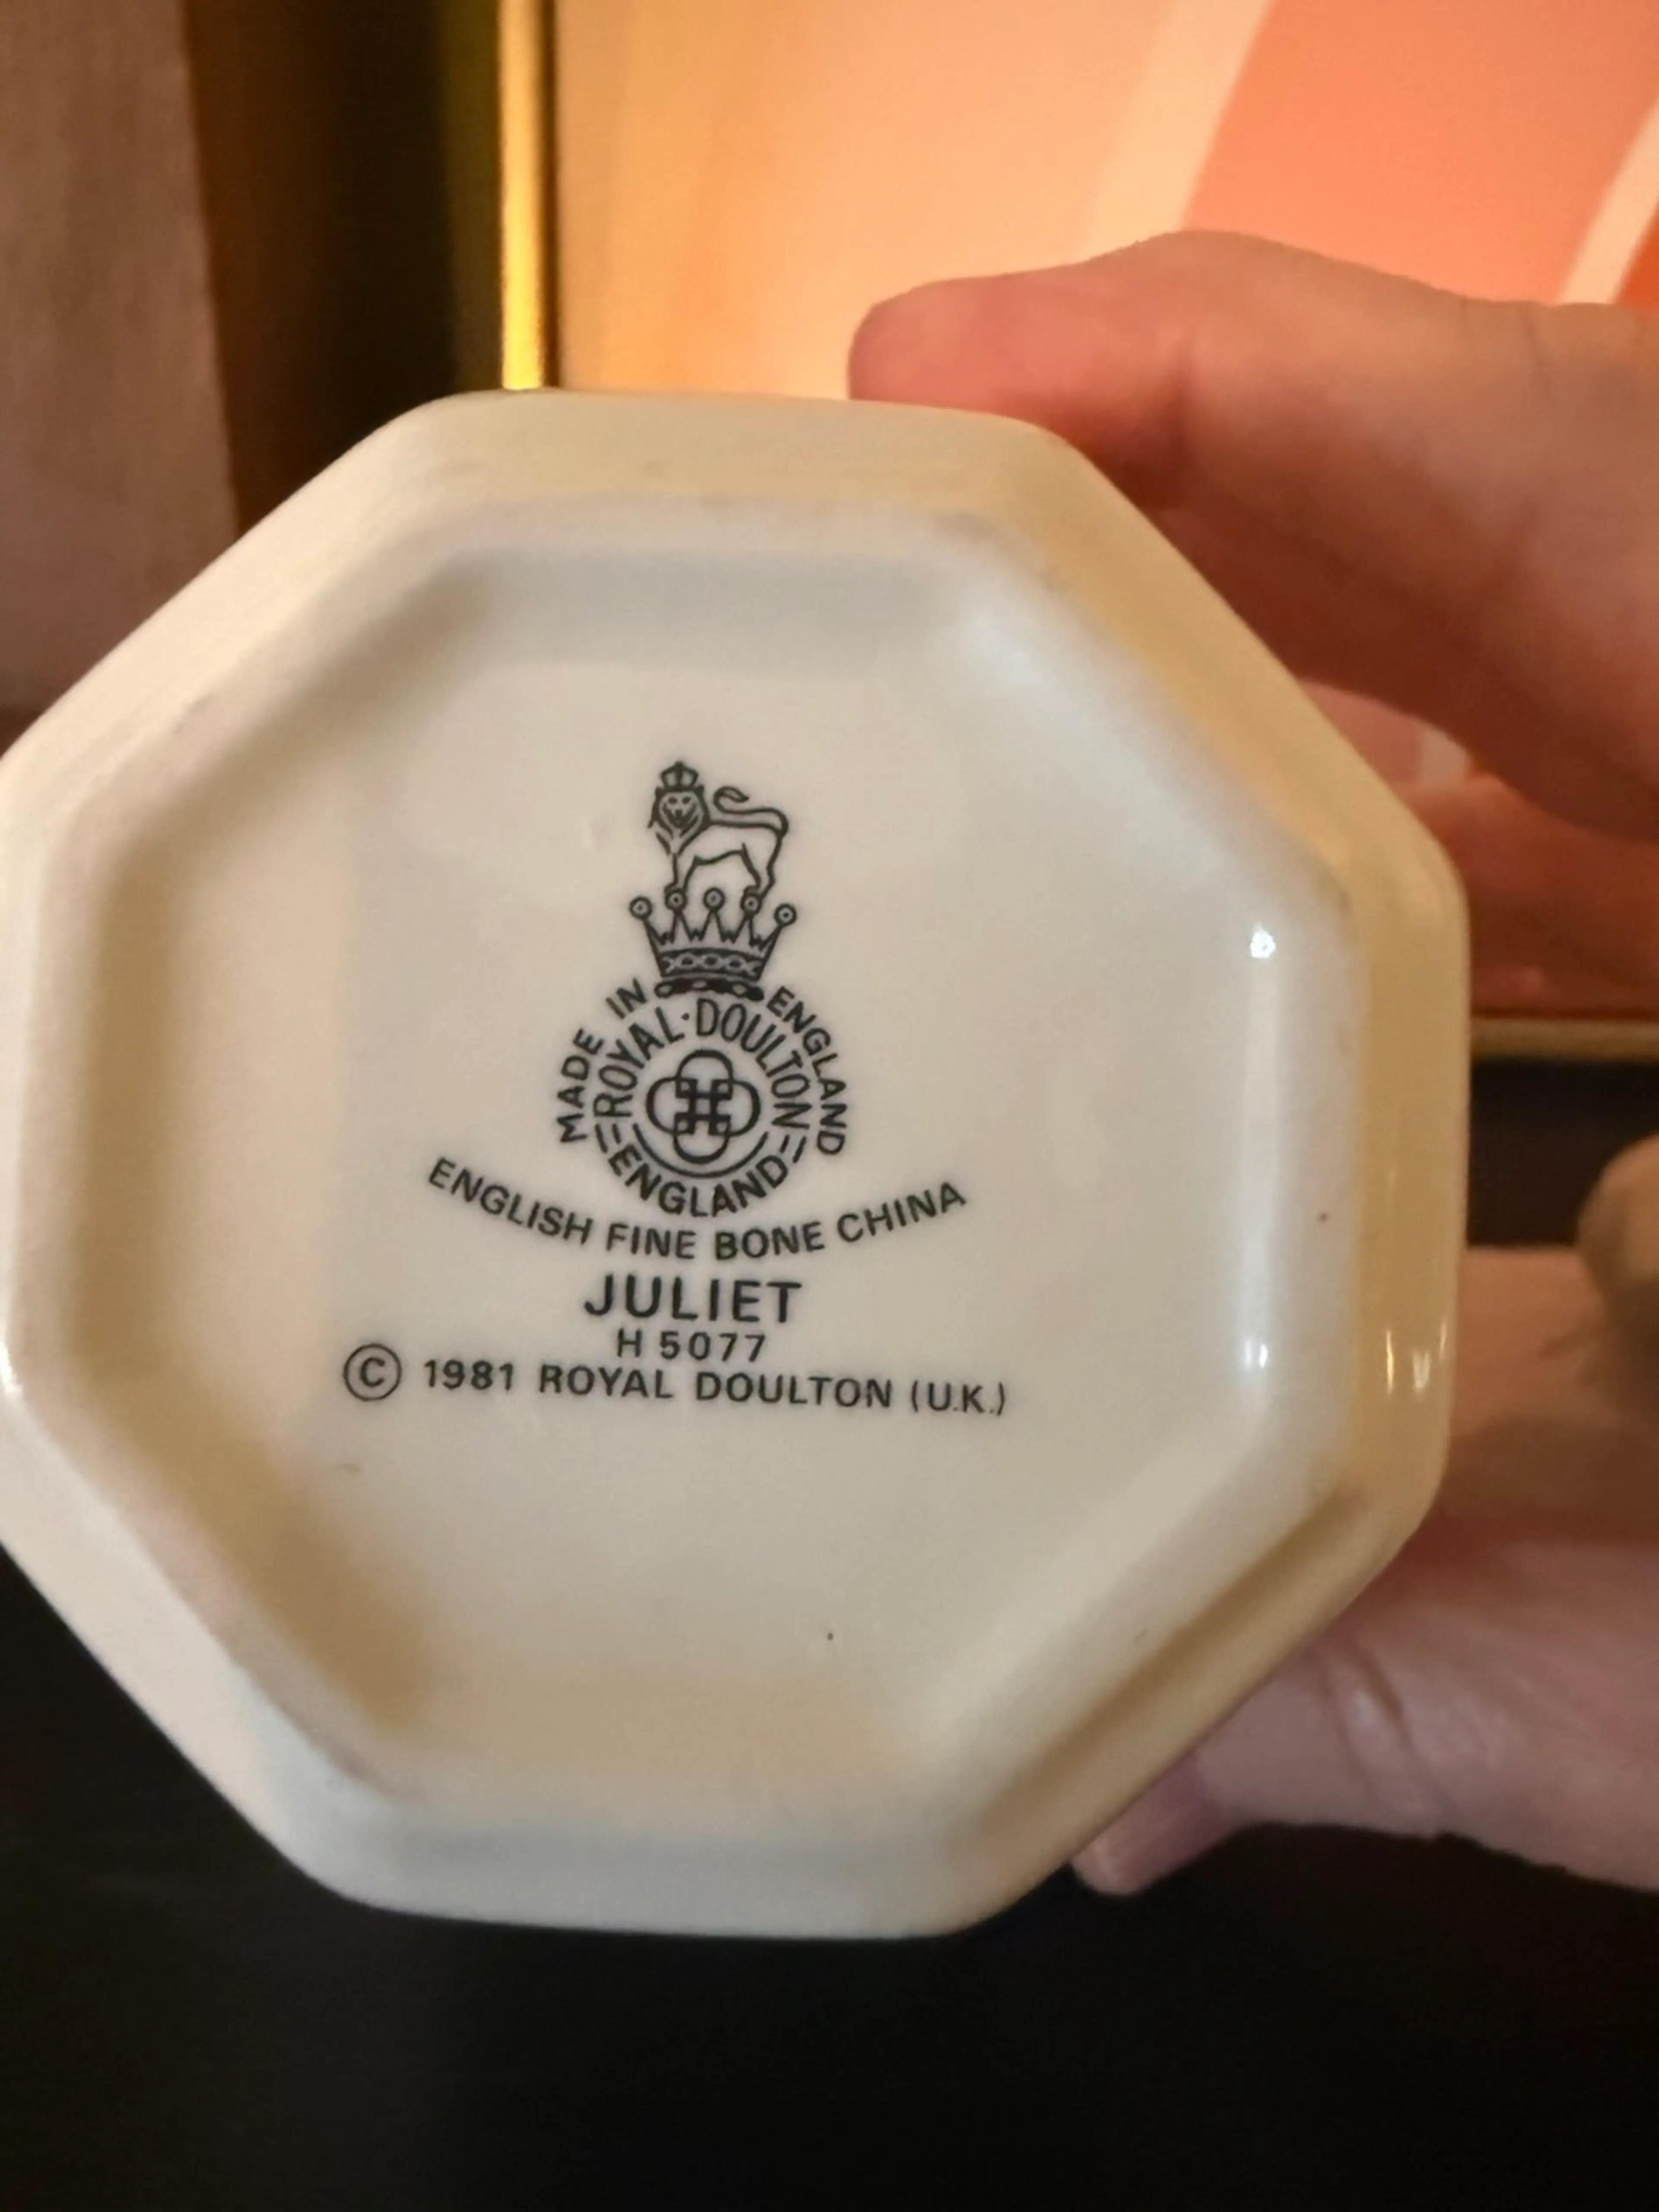 MADE IN ENGLAND
ROYAL·DOULTON
ENGLAND
ENGLISH FINE BONE CHINA
JULIET
H 5077
© 1981 ROYAL DOULTON (U.K.)